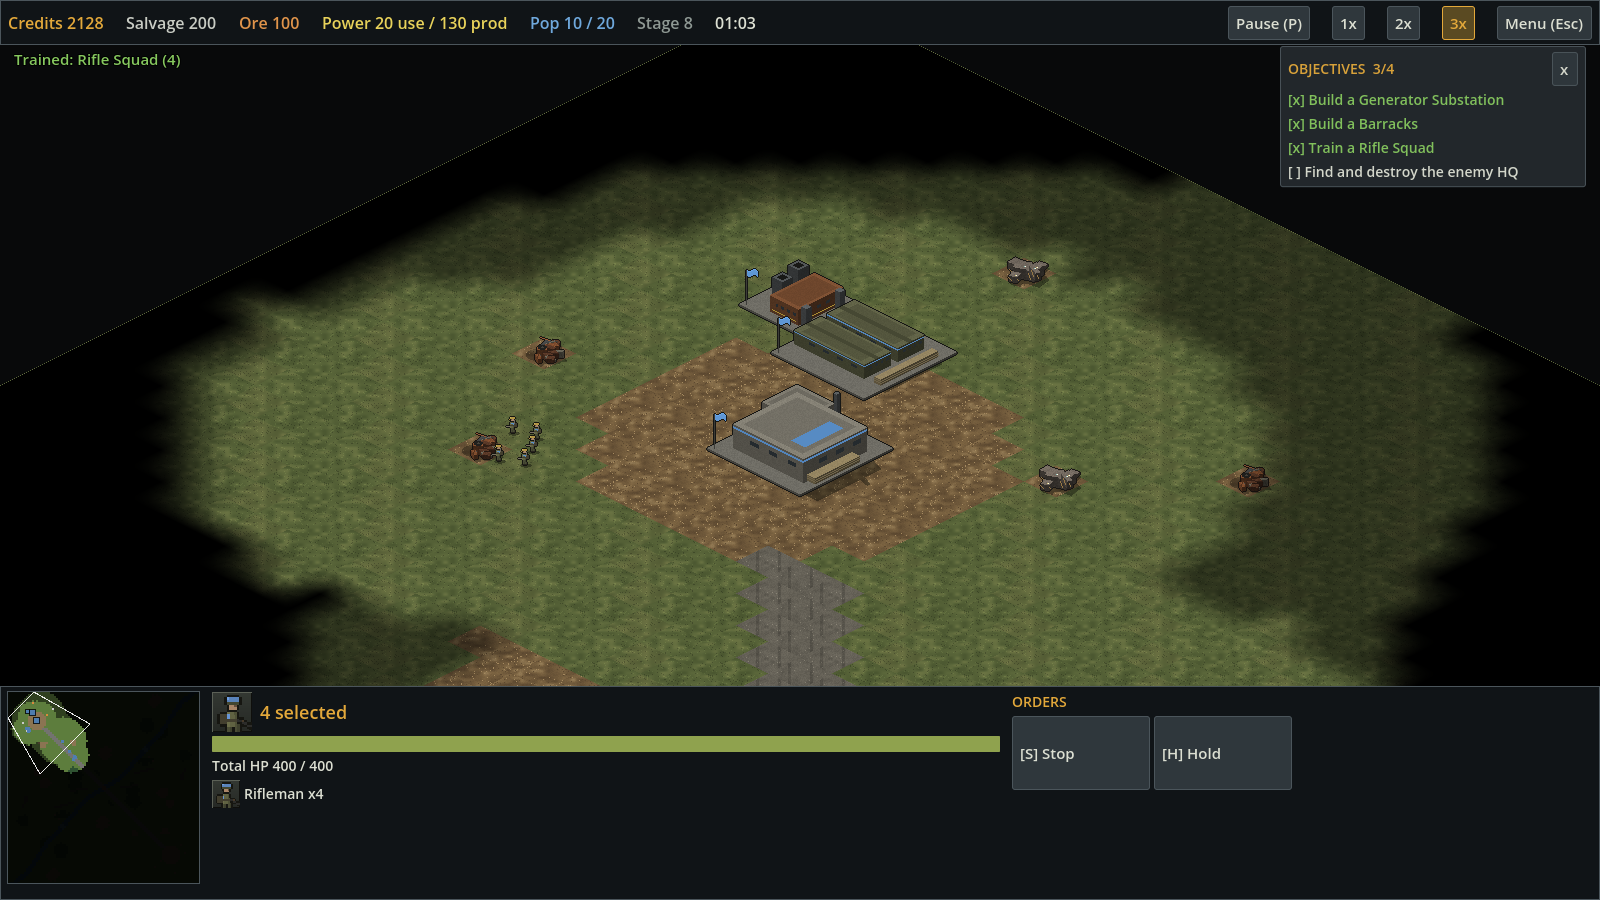 Credits 2128 Salvage 200 Ore 100 Power 20 use / 130 prod Pop 10 / 20 Stage 8 01:03 Pause (P) 1x 2x 3x Menu (Esc)
Trained: Rifle Squad (4)
OBJECTIVES 3/4 x
[x] Build a Generator Substation
[x] Build a Barracks
[x] Train a Rifle Squad
[ ] Find and destroy the enemy HQ
4 selected
Total HP 400 / 400
Rifleman x4
ORDERS
[S] Stop [H] Hold